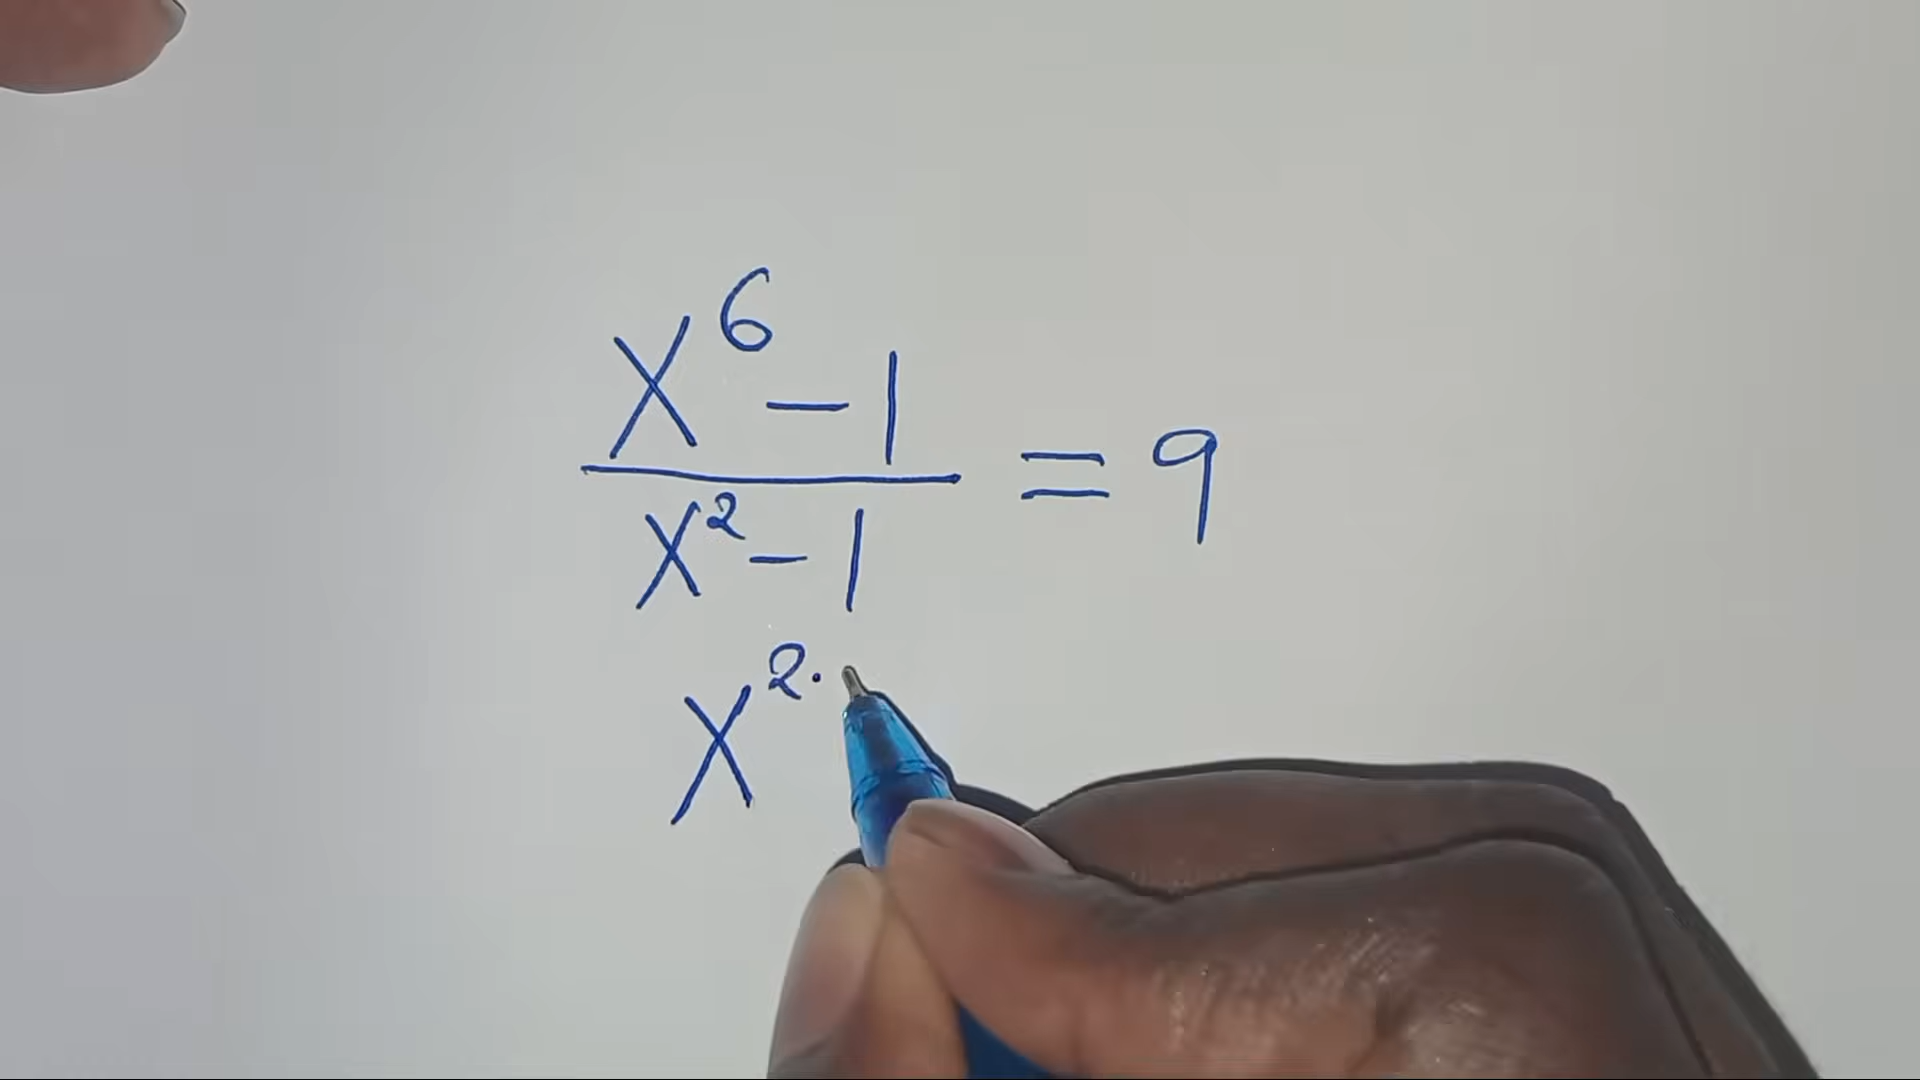 X⁶ - 1
X² - 1
= 9
X² ·